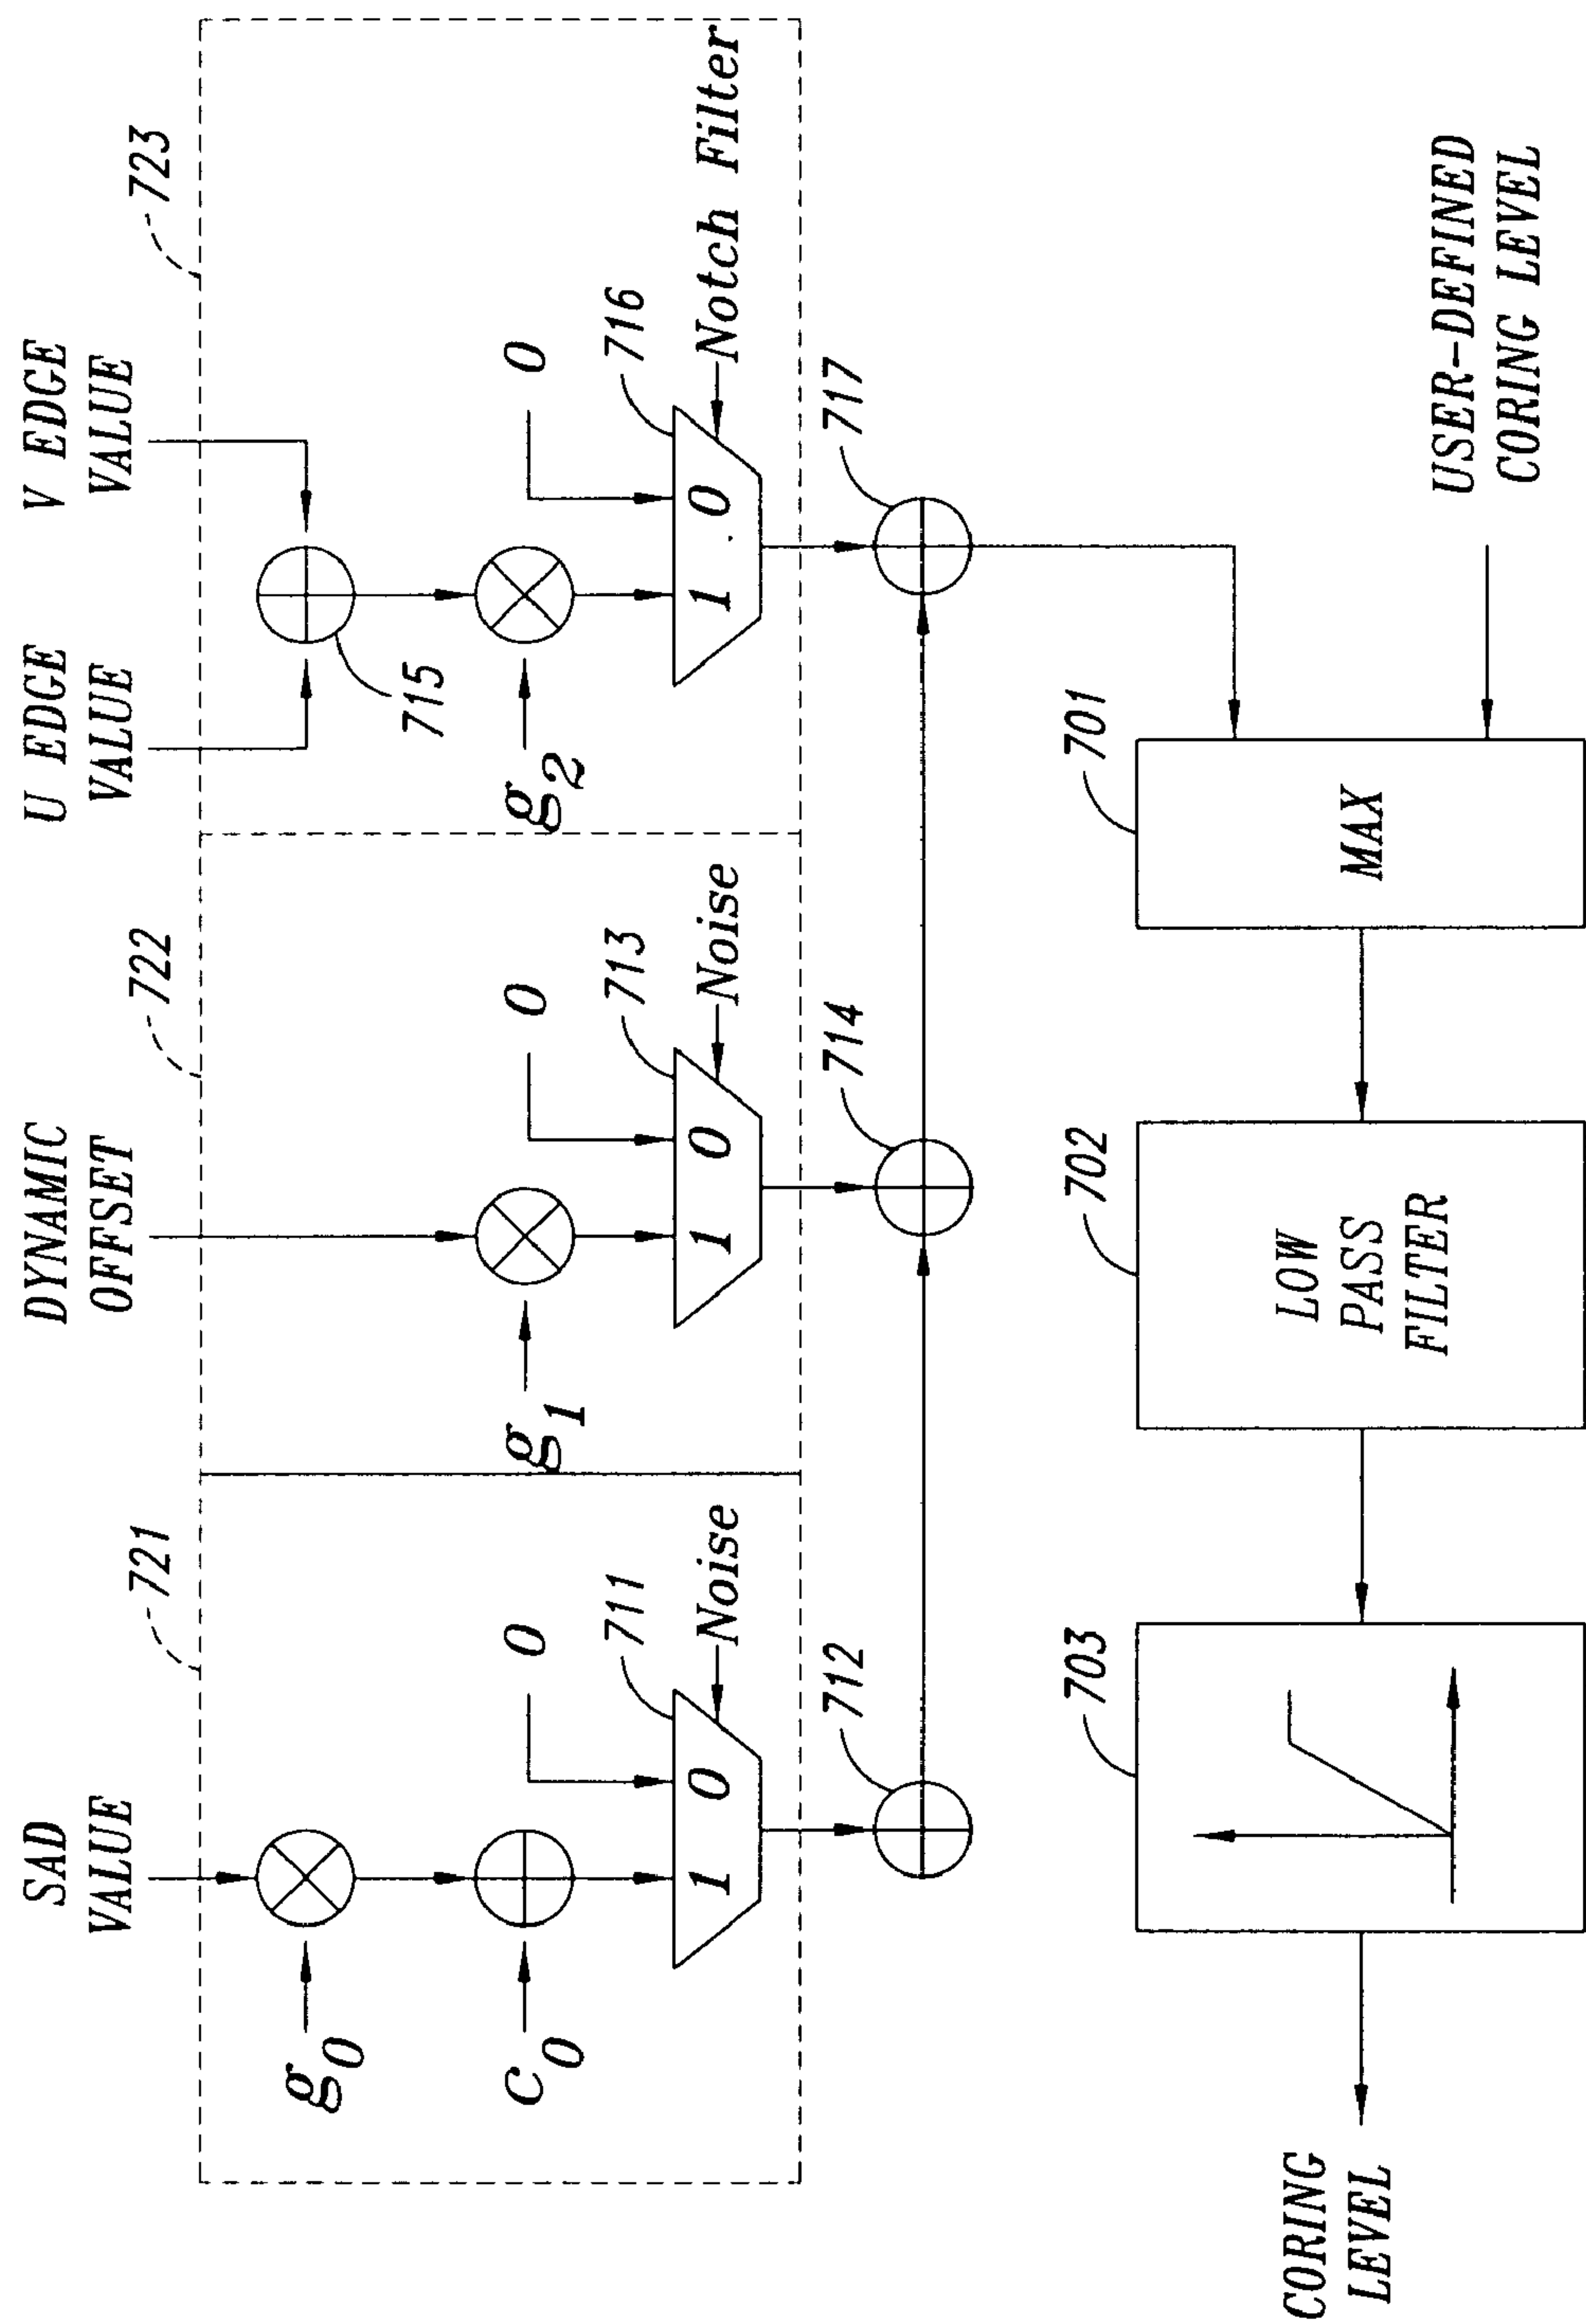 SAD
VALUE
DYNAMIC
OFFSET
U EDGE
VALUE
V EDGE
VALUE
721
722
723
g0
715
c0
0
g1
0
g2
0
711
713
716
1 0
Noise
1 0
Noise
1 0
Notch Filter
712
714
717
USER-DEFINED
CORING LEVEL
703
702
701
LOW
PASS
FILTER
MAX
CORING
LEVEL